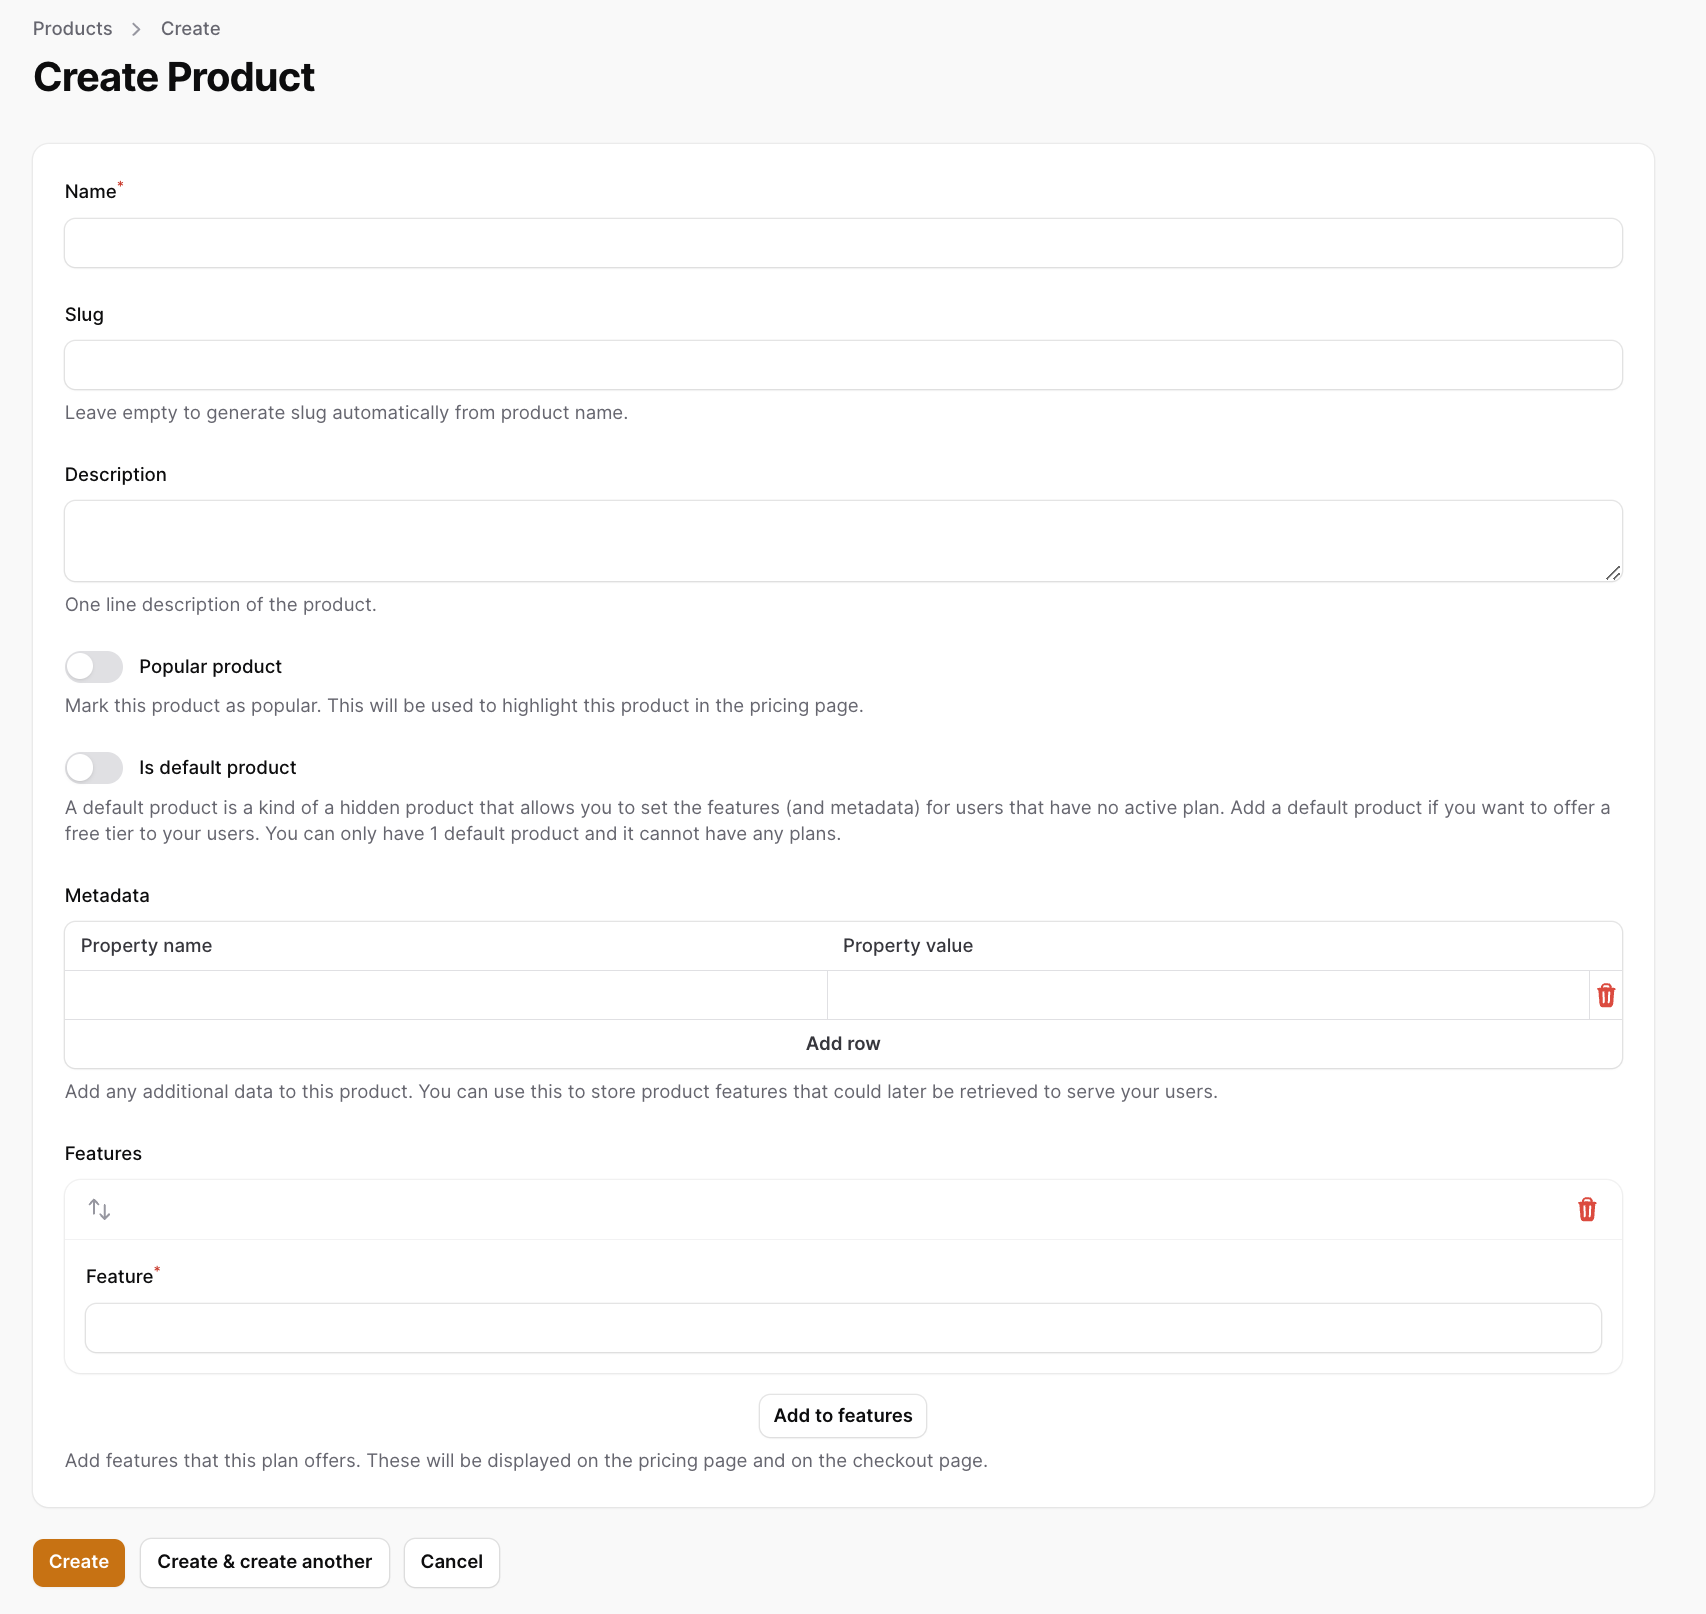 Products > Create
Create Product
Name*
Slug
Leave empty to generate slug automatically from product name.
Description
One line description of the product.
Popular product
Mark this product as popular. This will be used to highlight this product in the pricing page.
Is default product
A default product is a kind of a hidden product that allows you to set the features (and metadata) for users that have no active plan. Add a default product if you want to offer a
free tier to your users. You can only have 1 default product and it cannot have any plans.
Metadata
Property name Property value
Add row
Add any additional data to this product. You can use this to store product features that could later be retrieved to serve your users.
Features
Feature*
Add to features
Add features that this plan offers. These will be displayed on the pricing page and on the checkout page.
Create Create & create another Cancel